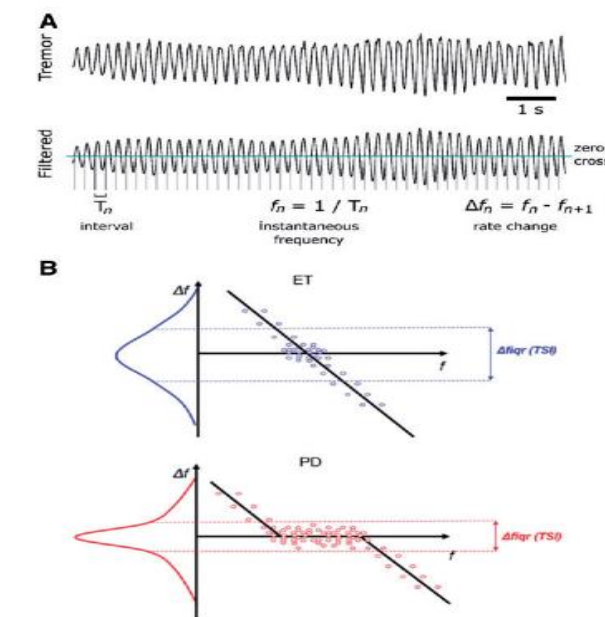 A
Tremor
1 s
Filtered
zero
cross
Tₙ
fₙ = 1 / Tₙ
Δfₙ = fₙ - fₙ₊₁
interval
instantaneous
frequency
rate change
B
Δf
ET
Δfiqr (TSI)
f
Δf
PD
Δfiqr (TSI)
f